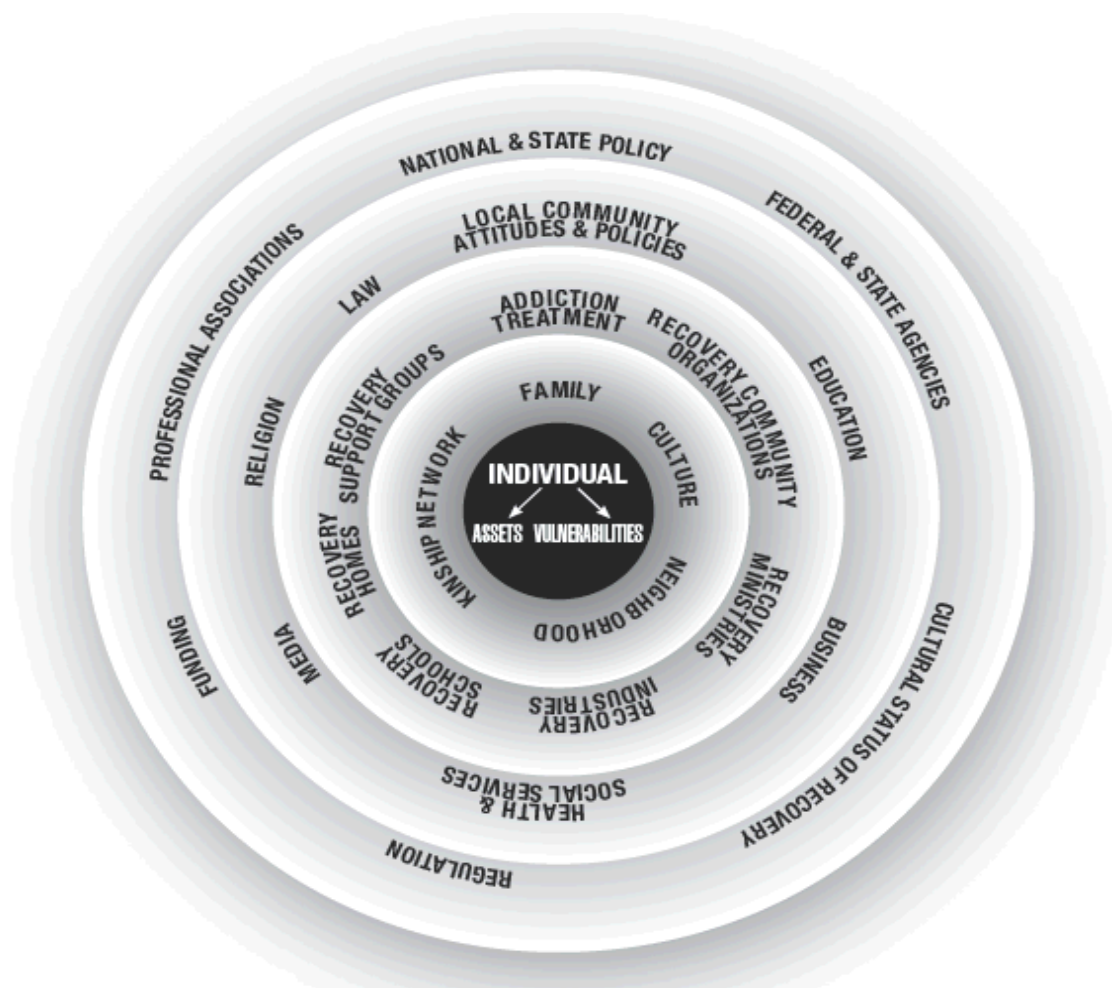 NATIONAL & STATE POLICY
FEDERAL & STATE AGENCIES
CULTURAL STATUS OF RECOVERY
REGULATION
FUNDING
PROFESSIONAL ASSOCIATIONS
LOCAL COMMUNITY
ATTITUDES & POLICIES
EDUCATION
BUSINESS
HEALTH &
SOCIAL SERVICES
MEDIA
RELIGION
LAW
ADDICTION
TREATMENT
RECOVERY COMMUNITY
ORGANIZATIONS
RECOVERY
MINISTRIES
RECOVERY
INDUSTRIES
RECOVERY
SCHOOLS
RECOVERY
HOMES
RECOVERY
SUPPORT GROUPS
FAMILY
CULTURE
NEIGHBORHOOD
KINSHIP NETWORK
INDIVIDUAL
ASSETS VULNERABILITIES